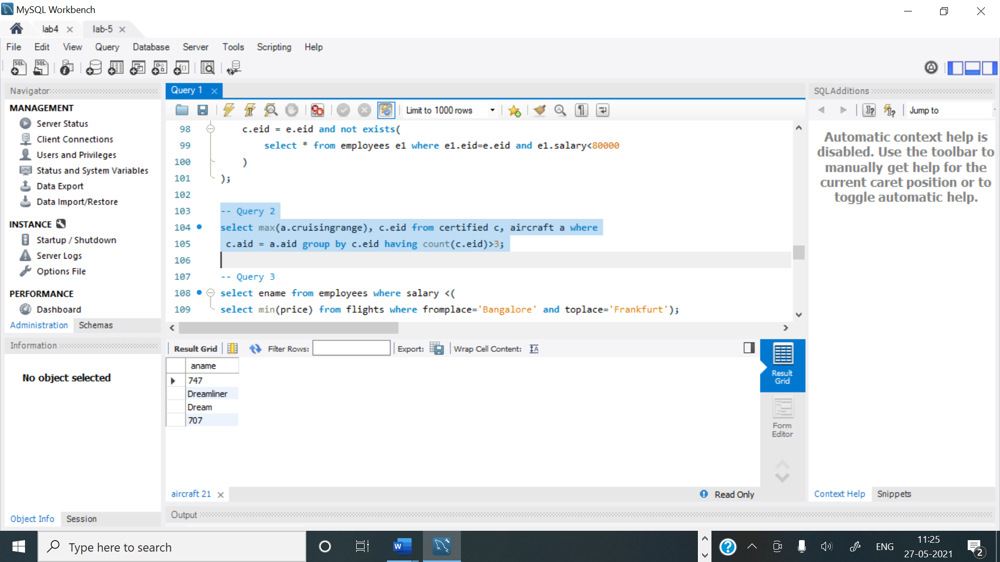 MySQL Workbench
lab4
lab-5
File Edit View Query Database Server Tools Scripting Help
Navigator
MANAGEMENT
Server Status
Client Connections
Users and Privileges
Status and System Variables
Data Export
Data Import/Restore
INSTANCE
Startup / Shutdown
Server Logs
Options File
PERFORMANCE
Dashboard
Administration Schemas
Information
No object selected
Object Info Session
Query 1
Limit to 1000 rows
98 c.eid = e.eid and not exists(
99 select * from employees e1 where e1.eid=e.eid and e1.salary<80000
100 )
101 );
102
103 -- Query 2
104 select max(a.cruisingrange), c.eid from certified c, aircraft a where
105 c.aid = a.aid group by c.eid having count(c.eid)>3;
106
107 -- Query 3
108 select ename from employees where salary <(
109 select min(price) from flights where fromplace='Bangalore' and toplace='Frankfurt');
Result Grid Filter Rows: Export: Wrap Cell Content:
aname
747
Dreamliner
Dream
707
Result
Grid
Form
Editor
aircraft 21
Read Only
Output
SQLAdditions
Jump to
Automatic context help is
disabled. Use the toolbar to
manually get help for the
current caret position or to
toggle automatic help.
Context Help Snippets
Type here to search
ENG
11:25
27-05-2021
2